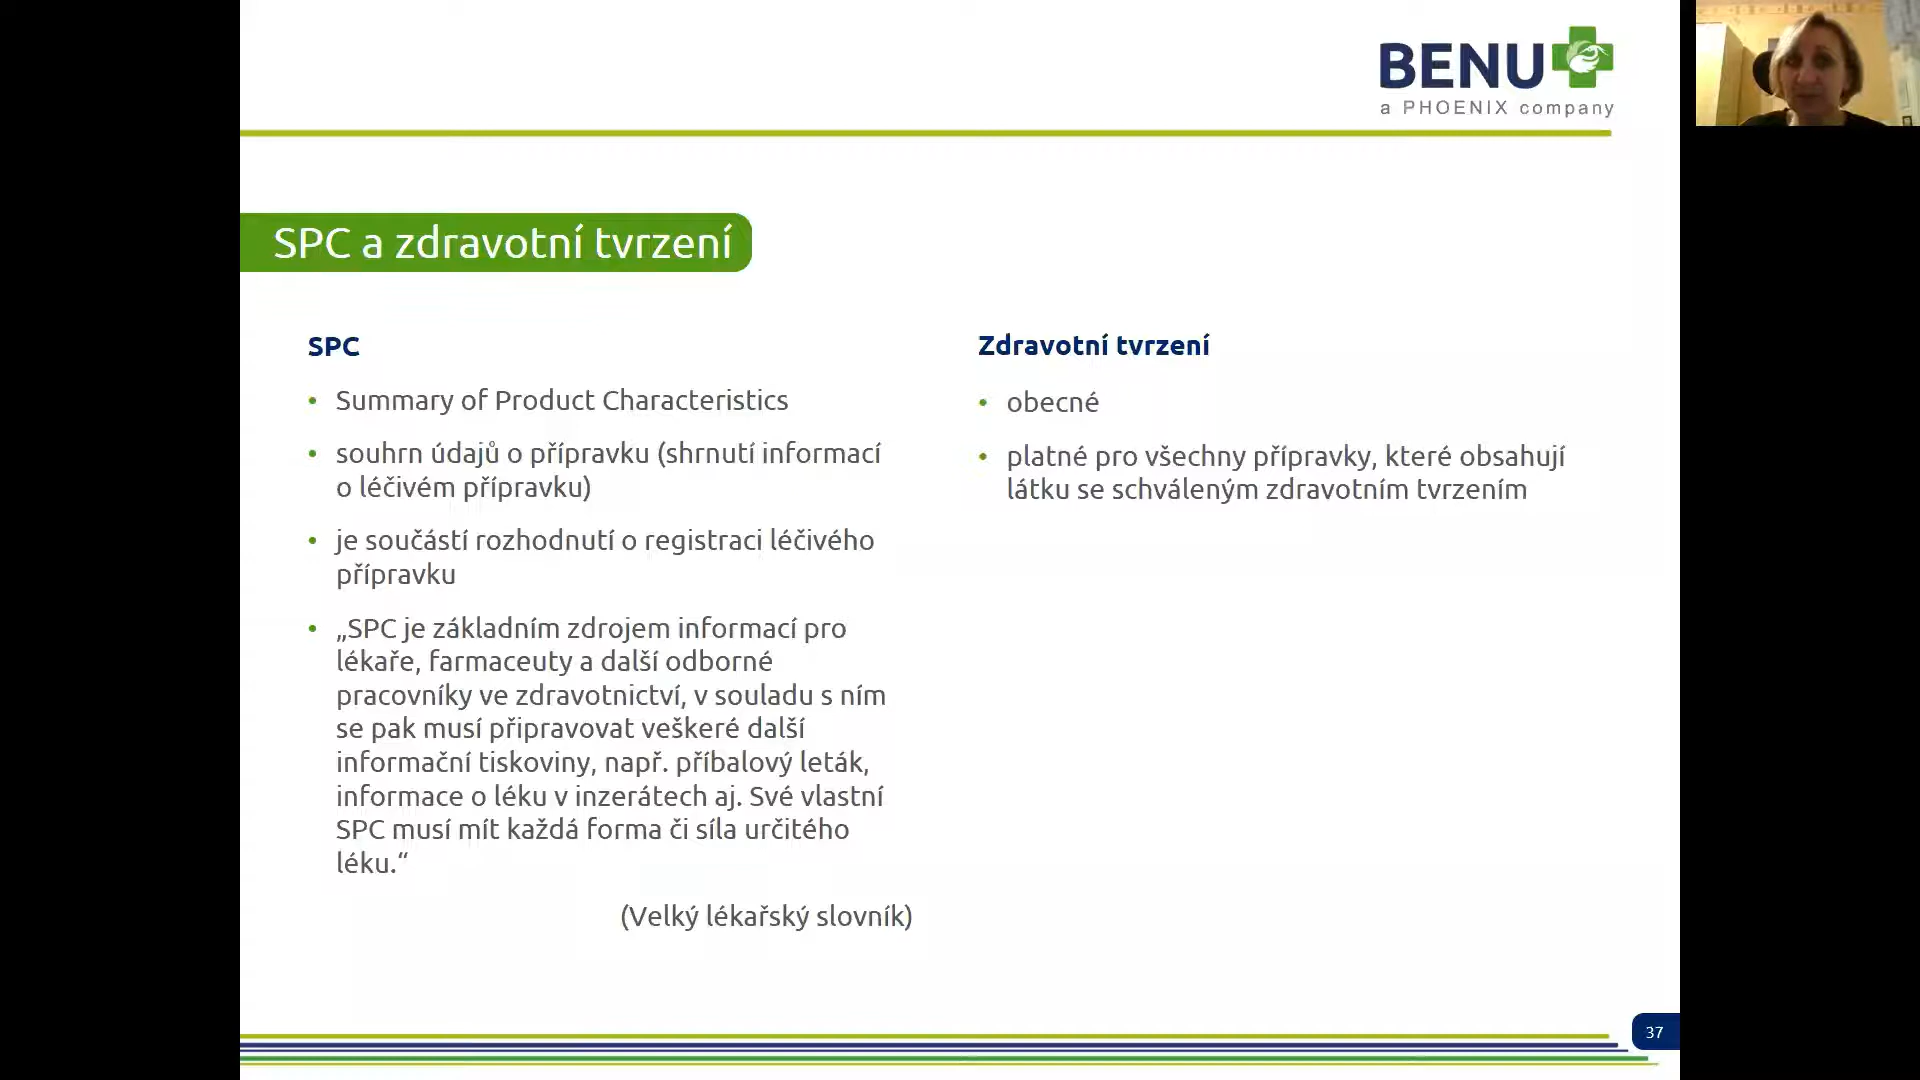 BENU
a PHOENIX company
SPC a zdravotní tvrzení
SPC
• Summary of Product Characteristics
• souhrn údajů o přípravku (shrnutí informací
o léčivém přípravku)
• je součástí rozhodnutí o registraci léčivého
přípravku
• „SPC je základním zdrojem informací pro
lékaře, farmaceuty a další odborné
pracovníky ve zdravotnictví, v souladu s ním
se pak musí připravovat veškeré další
informační tiskoviny, např. příbalový leták,
informace o léku v inzerátech aj. Své vlastní
SPC musí mít každá forma či síla určitého
léku.“
(Velký lékařský slovník)
Zdravotní tvrzení
• obecné
• platné pro všechny přípravky, které obsahují
látku se schváleným zdravotním tvrzením
37